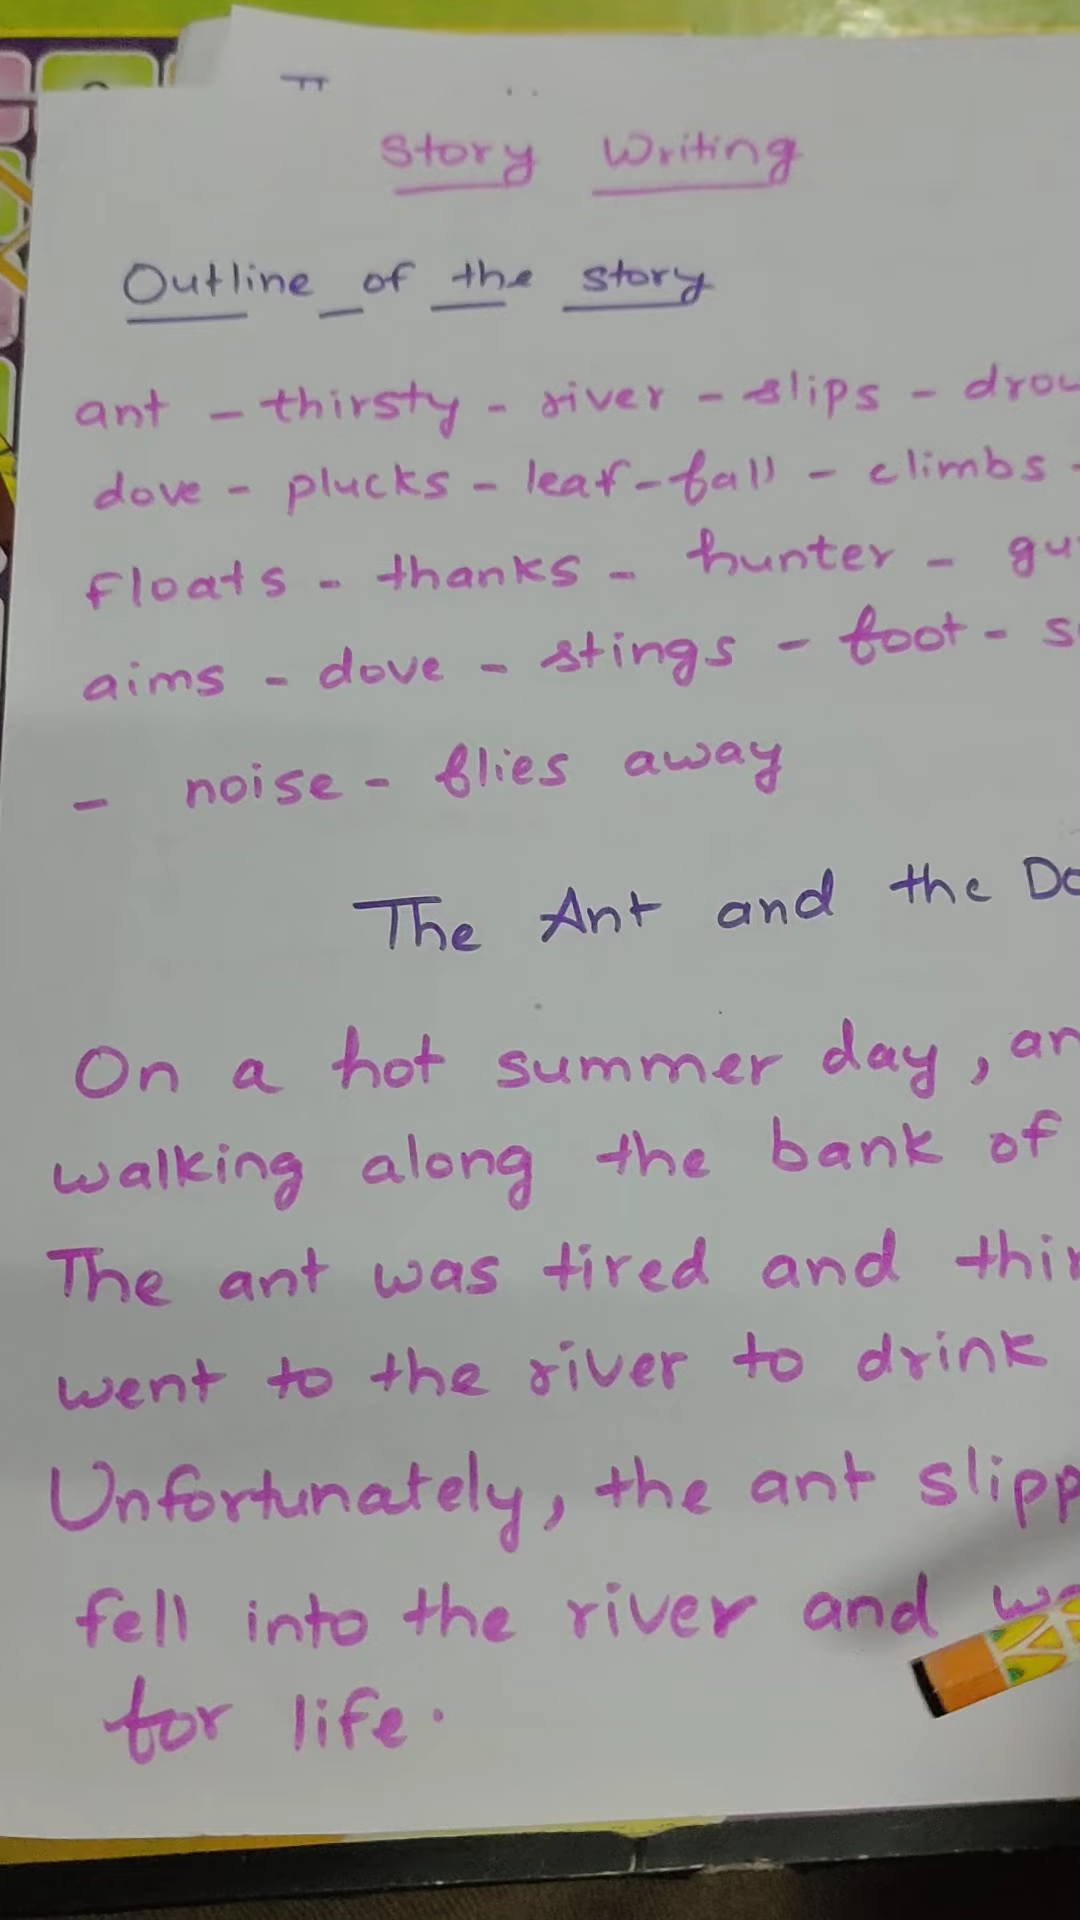 Story Writing
Outline of the story
ant - thirsty - river - slips -
dove - plucks - leaf - fall - climbs -
floats - thanks - hunter -
aims - dove - stings - foot -
- noise - flies away
The Ant and the
On a hot summer day,
walking along the bank of
The ant was tired and
went to the river to drink
Unfortunately, the ant
fell into the river and
for life.